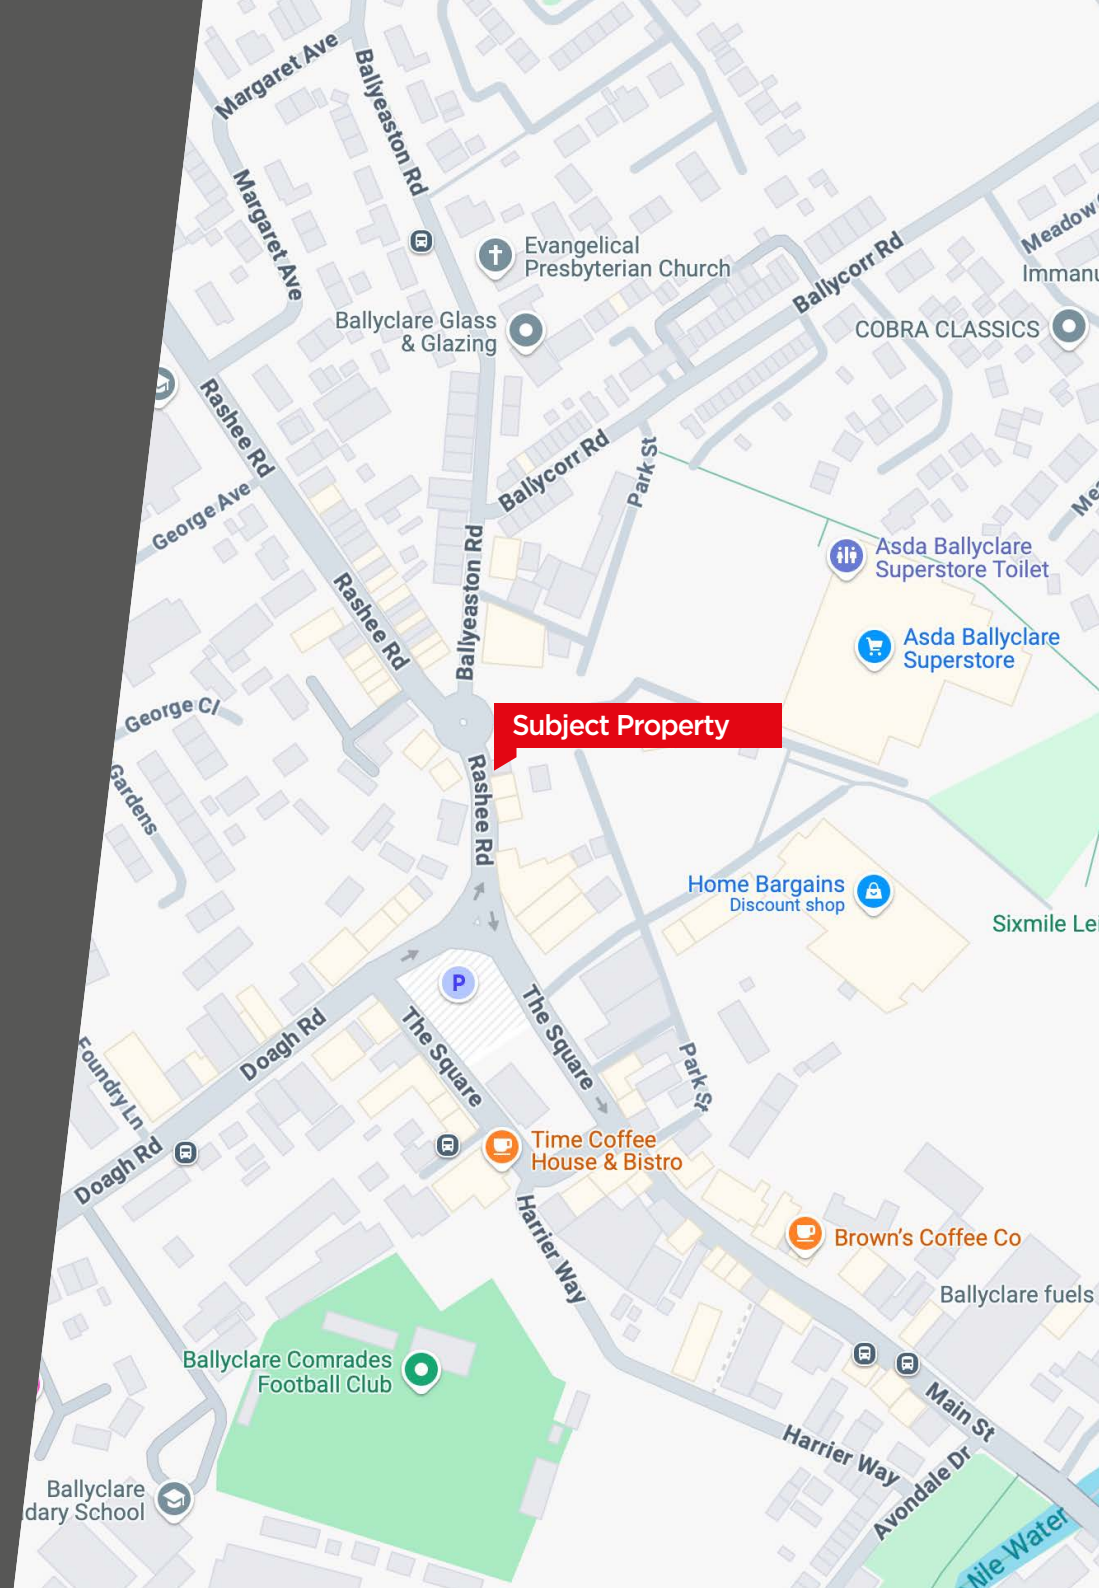 Margaret Ave
Ballyeaston Rd
Margaret Ave
Evangelical
Presbyterian Church
Ballycorr Rd
Meadow
Immanu
Ballyclare Glass
& Glazing
COBRA CLASSICS
Rashee Rd
Ballycorr Rd
Park St
George Ave
Mea
Asda Ballyclare
Superstore Toilet
Rashee Rd
Ballyeaston Rd
Asda Ballyclare
Superstore
George Cl
Subject Property
Gardens
Rashee Rd
Home Bargains
Discount shop
Sixmile Lei
P
The Square
The Square
Doagh Rd
Foundry Ln
Park St
Time Coffee
House & Bistro
Doagh Rd
Harrier Way
Brown's Coffee Co
Ballyclare fuels
Ballyclare Comrades
Football Club
Main St
Harrier Way
Avondale Dr
Ballyclare
dary School
Mile Water